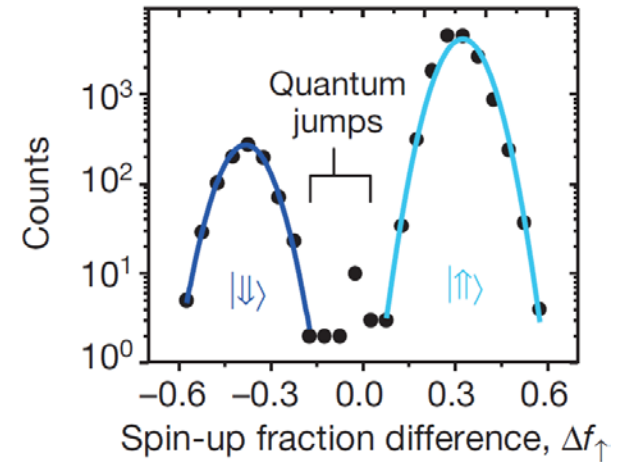 Counts
10³
10²
10¹
10⁰
Quantum
jumps
|⇓⟩
|⇑⟩
−0.6
−0.3
0.0
0.3
0.6
Spin-up fraction difference, Δf↑